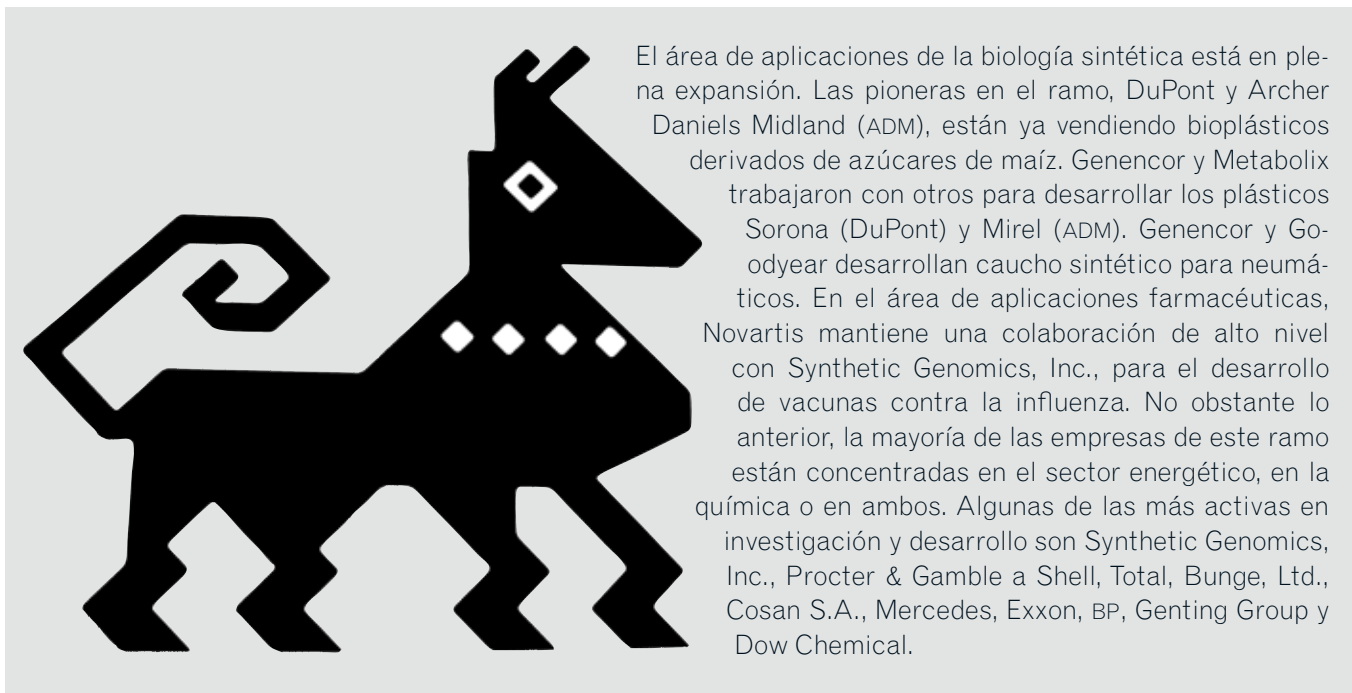 El área de aplicaciones de la biología sintética está en ple-
na expansión. Las pioneras en el ramo, DuPont y Archer
Daniels Midland (ADM), están ya vendiendo bioplásticos
derivados de azúcares de maíz. Genencor y Metabolix
trabajaron con otros para desarrollar los plásticos
Sorona (DuPont) y Mirel (ADM). Genencor y Go-
odyear desarrollan caucho sintético para neumá-
ticos. En el área de aplicaciones farmacéuticas,
Novartis mantiene una colaboración de alto nivel
con Synthetic Genomics, Inc., para el desarrollo
de vacunas contra la influenza. No obstante lo
anterior, la mayoría de las empresas de este ramo
están concentradas en el sector energético, en la
química o en ambos. Algunas de las más activas en
investigación y desarrollo son Synthetic Genomics,
Inc., Procter & Gamble a Shell, Total, Bunge, Ltd.,
Cosan S.A., Mercedes, Exxon, BP, Genting Group y
Dow Chemical.